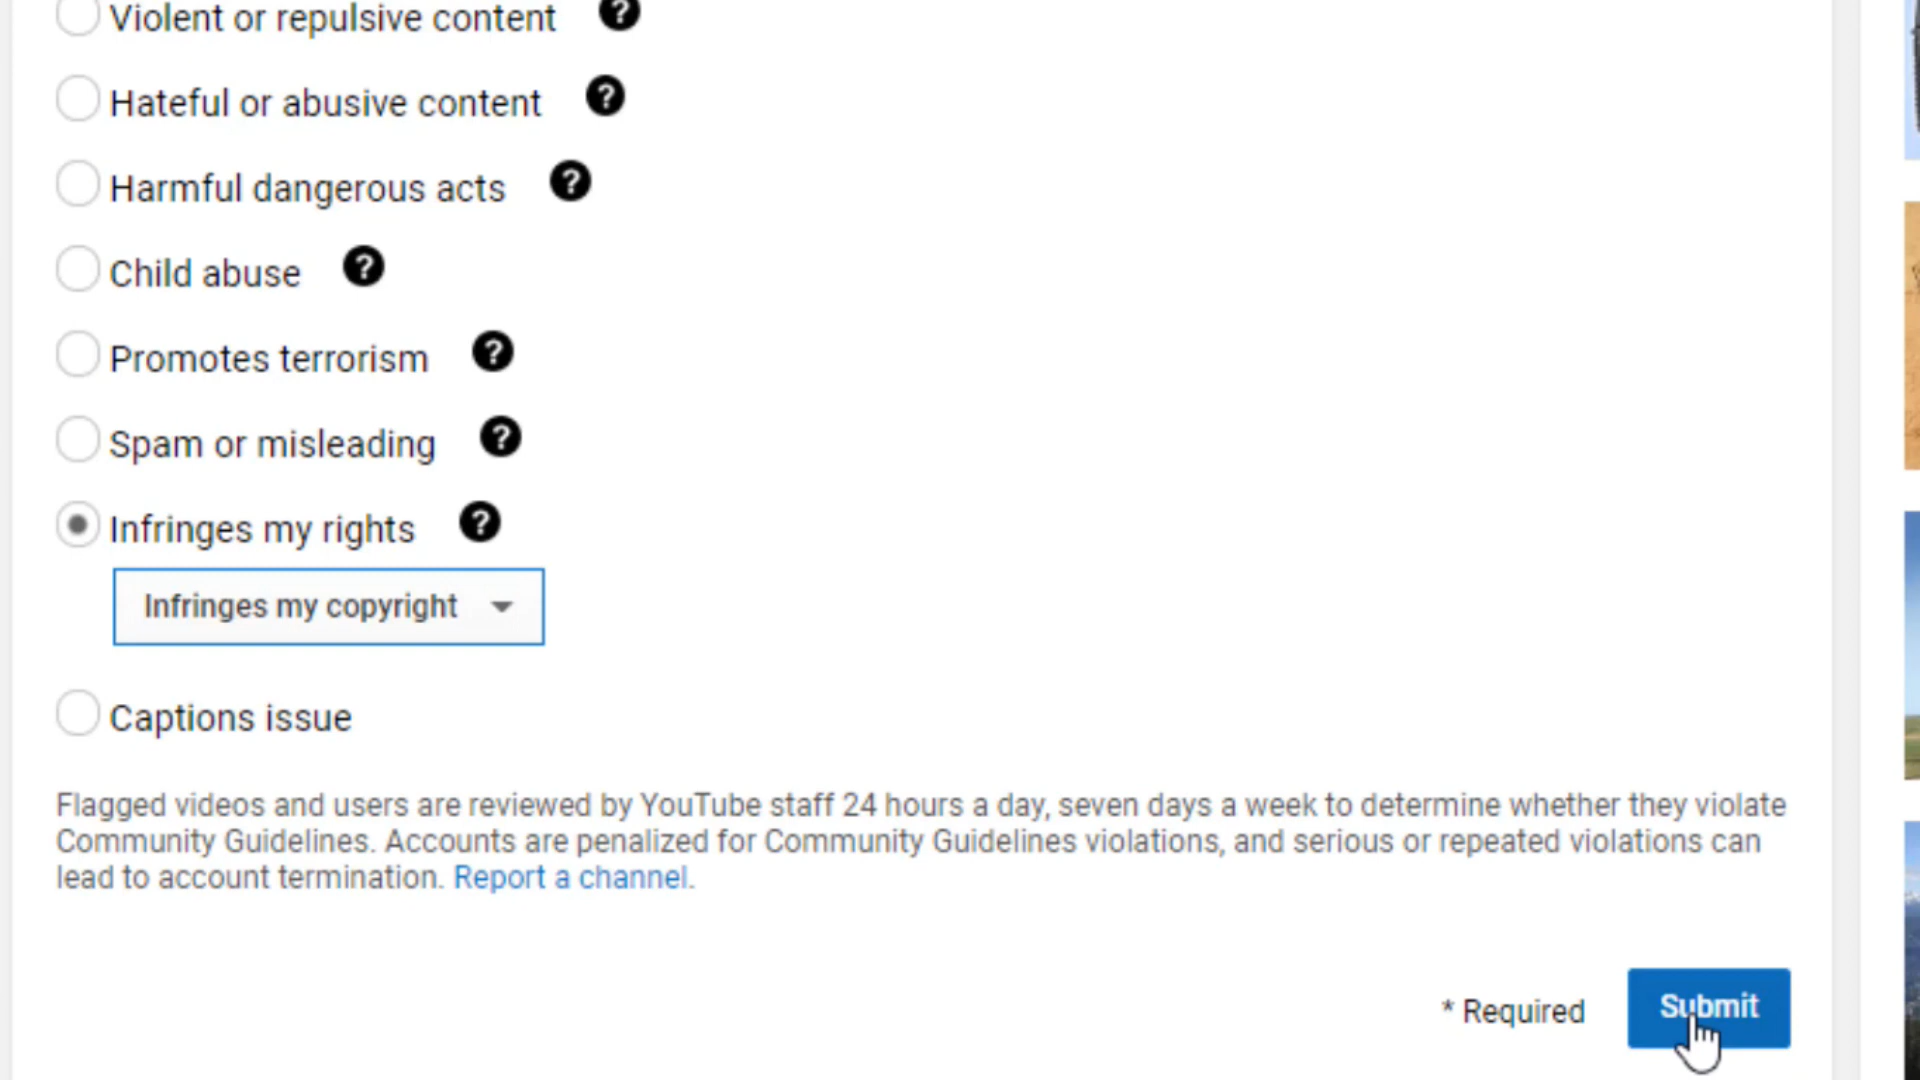 Violent or repulsive content ?
Hateful or abusive content ?
Harmful dangerous acts ?
Child abuse ?
Promotes terrorism ?
Spam or misleading ?
Infringes my rights ?
Infringes my copyright
Captions issue
Flagged videos and users are reviewed by YouTube staff 24 hours a day, seven days a week to determine whether they violate
Community Guidelines. Accounts are penalized for Community Guidelines violations, and serious or repeated violations can
lead to account termination. Report a channel.
* Required Submit